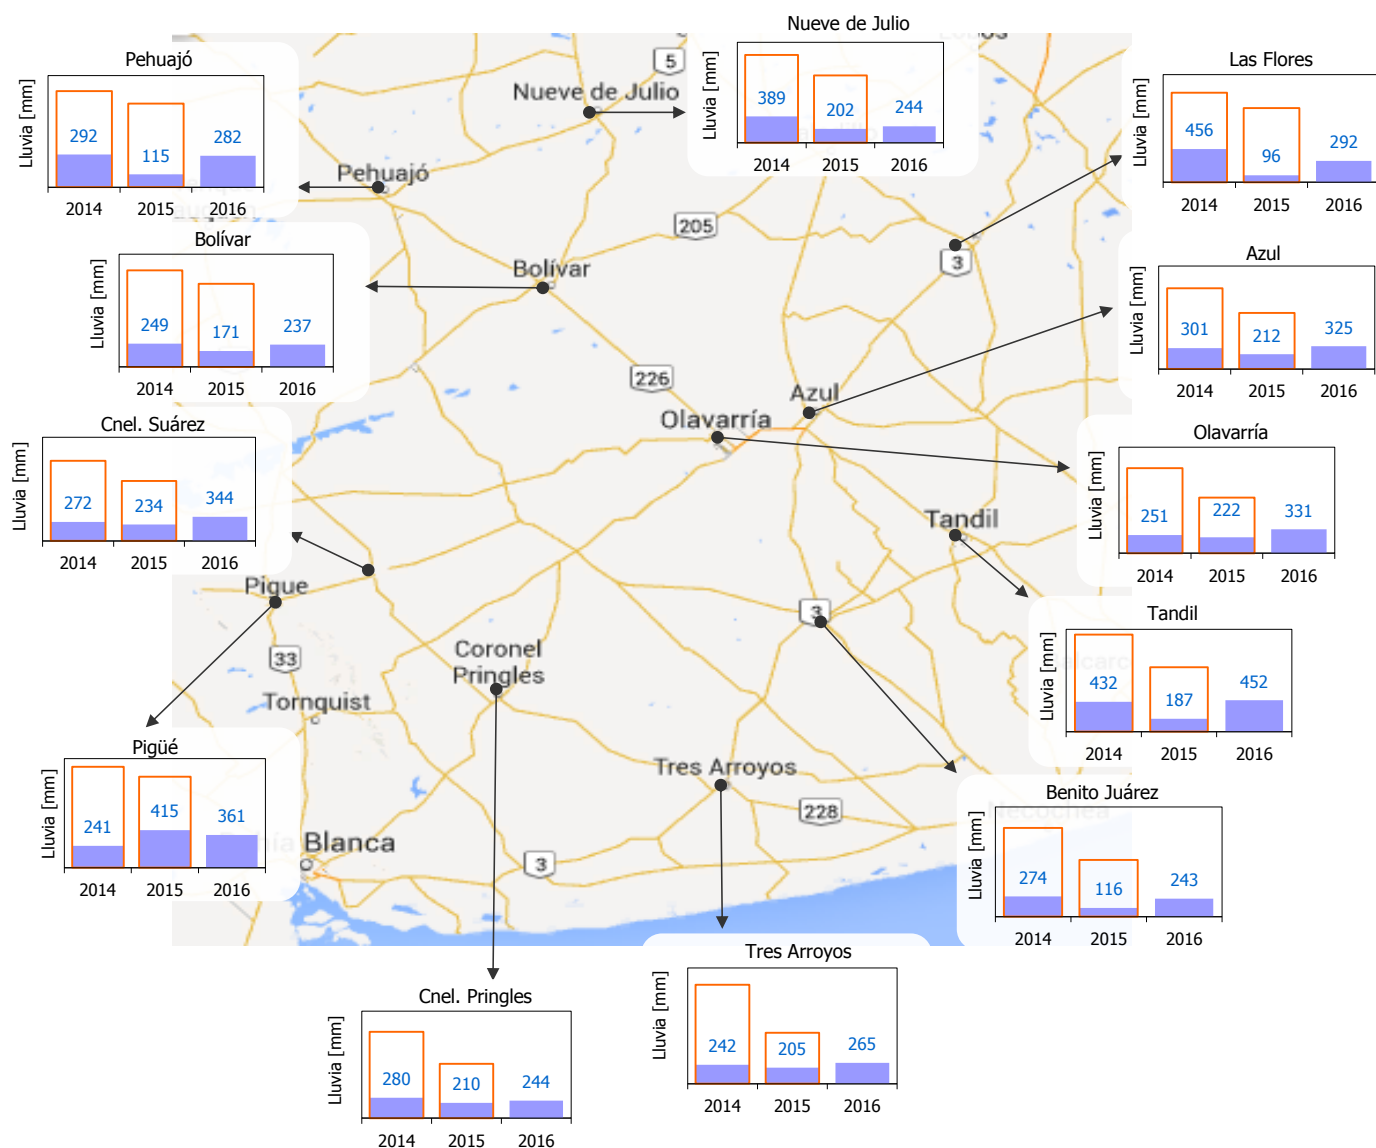 Nueve de Julio
Lluvia [mm]
389
202
244
2014
2015
2016
Pehuajó
Lluvia [mm]
292
115
282
2014
2015
2016
Las Flores
Lluvia [mm]
456
96
292
2014
2015
2016
5
Nueve de Julio
Pehuajó
205
Bolívar
3
226
Azul
Olavarría
Tandil
Pigue
3
33
Coronel
Pringles
Tornquist
Tres Arroyos
228
Blanca
3
Necochea
Bolívar
Lluvia [mm]
249
171
237
2014
2015
2016
Azul
Lluvia [mm]
301
212
325
2014
2015
2016
Cnel. Suárez
Lluvia [mm]
272
234
344
2014
2015
2016
Olavarría
Lluvia [mm]
251
222
331
2014
2015
2016
Tandil
Lluvia [mm]
432
187
452
2014
2015
2016
Pigüé
Lluvia [mm]
241
415
361
2014
2015
2016
Benito Juárez
Lluvia [mm]
274
116
243
2014
2015
2016
Tres Arroyos
Lluvia [mm]
242
205
265
2014
2015
2016
Cnel. Pringles
Lluvia [mm]
280
210
244
2014
2015
2016